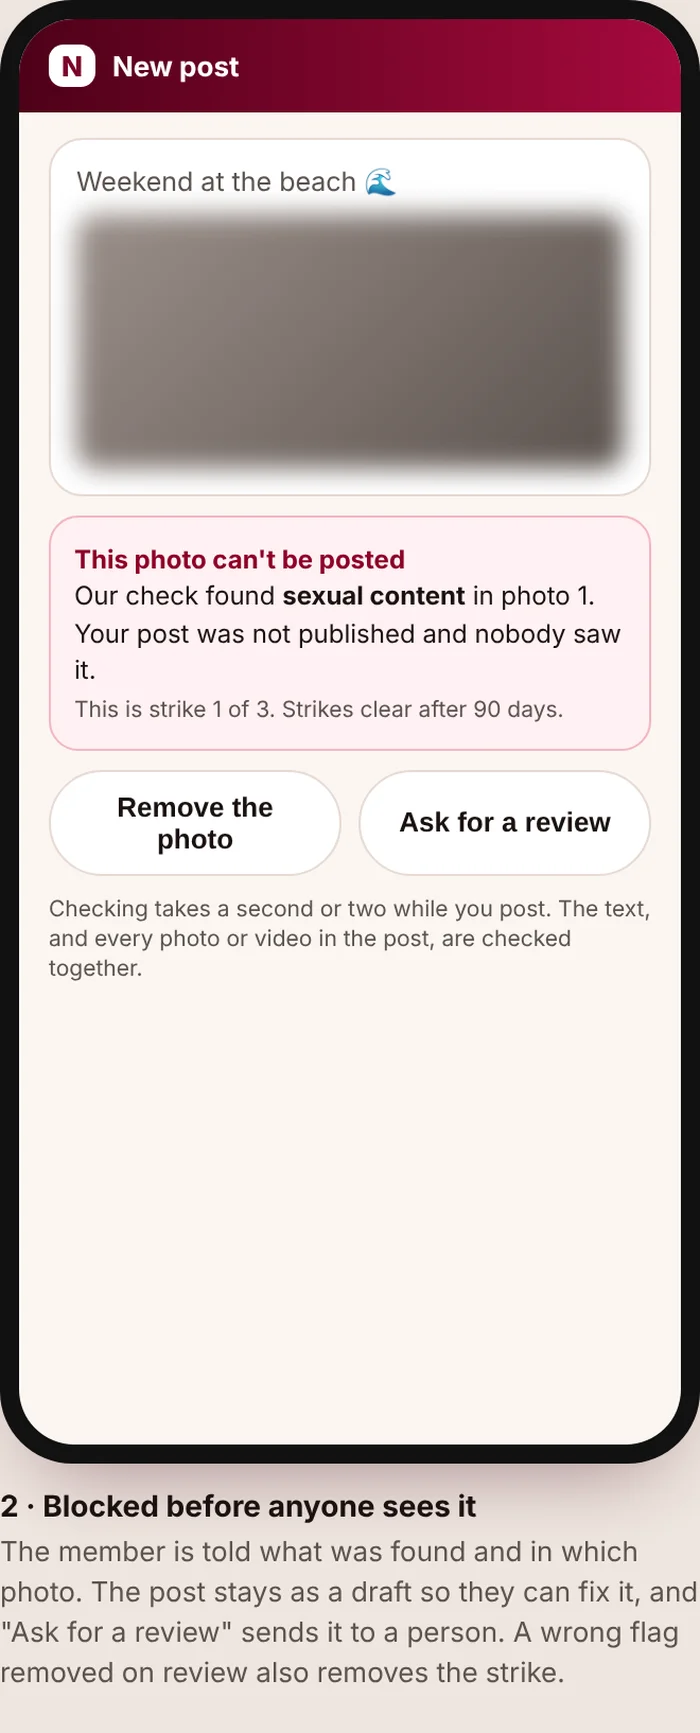 N New post
Weekend at the beach 🌊
This photo can't be posted
Our check found sexual content in photo 1.
Your post was not published and nobody saw
it.
This is strike 1 of 3. Strikes clear after 90 days.
Remove the
photo
Ask for a review
Checking takes a second or two while you post. The text,
and every photo or video in the post, are checked
together.
2 · Blocked before anyone sees it
The member is told what was found and in which
photo. The post stays as a draft so they can fix it, and
"Ask for a review" sends it to a person. A wrong flag
removed on review also removes the strike.